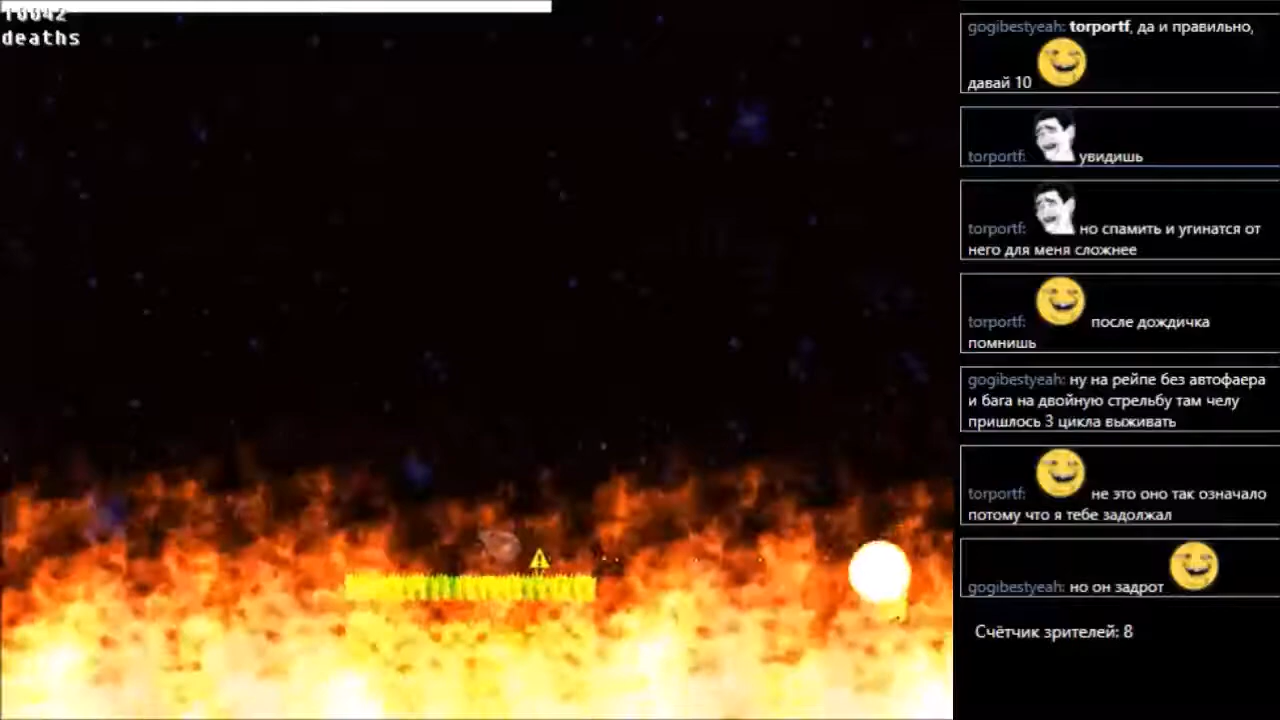 10042
deaths
gogibestyeah: torportf, да и правильно,
давай 10
torportf: увидишь
torportf: но спамить и угинатся от
него для меня сложнее
torportf: после дождичка
помнишь
gogibestyeah: ну на рейпе без автофаера
и бага на двойную стрельбу там челу
пришлось 3 цикла выживать
torportf: не это оно так означало
потому что я тебе задолжал
gogibestyeah: но он задрот
Счётчик зрителей: 8